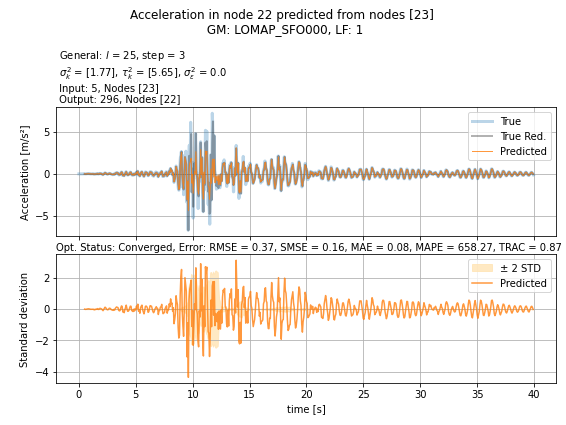 Acceleration in node 22 predicted from nodes [23]
GM: LOMAP_SFO000, LF: 1
General: l = 25, step = 3
σ²ₖ = [1.77], τ²ₖ = [5.65], σ²ε = 0.0
Input: 5, Nodes [23]
Output: 296, Nodes [22]
Acceleration [m/s²]
5
0
−5
True
True Red.
Predicted
Opt. Status: Converged, Error: RMSE = 0.37, SMSE = 0.16, MAE = 0.08, MAPE = 658.27, TRAC = 0.87
Standard deviation
2
0
−2
−4
± 2 STD
Predicted
0 5 10 15 20 25 30 35 40
time [s]